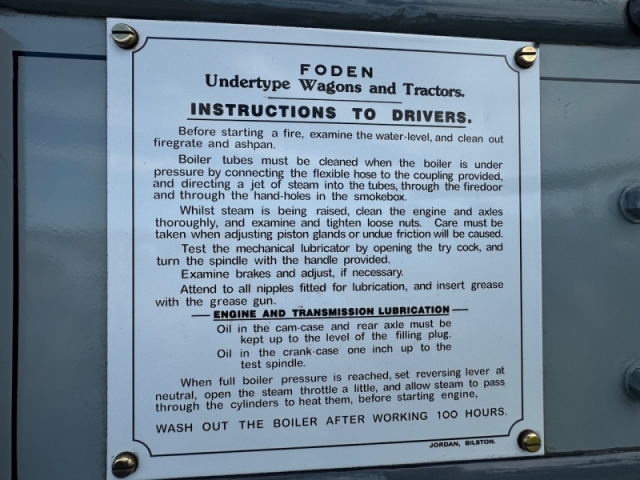 FODEN
Undertype Wagons and Tractors.
INSTRUCTIONS TO DRIVERS.
Before starting a fire, examine the water-level, and clean out
firegrate and ashpan.
Boiler tubes must be cleaned when the boiler is under
pressure by connecting the flexible hose to the coupling provided,
and directing a jet of steam into the tubes, through the firedoor
and through the hand-holes in the smokebox.
Whilst steam is being raised, clean the engine and axles
thoroughly, and examine and tighten loose nuts. Care must be
taken when adjusting piston glands or undue friction will be caused.
Test the mechanical lubricator by opening the try cock, and
turn the spindle with the handle provided.
Examine brakes and adjust, if necessary.
Attend to all nipples fitted for lubrication, and insert grease
with the grease gun.
ENGINE AND TRANSMISSION LUBRICATION
Oil in the cam-case and rear axle must be
kept up to the level of the filling plug.
Oil in the crank-case one inch up to the
test spindle.
When full boiler pressure is reached, set reversing lever at
neutral, open the steam throttle a little, and allow steam to pass
through the cylinders to heat them, before starting engine,
WASH OUT THE BOILER AFTER WORKING 100 HOURS.
JORDAN, BILSTON.